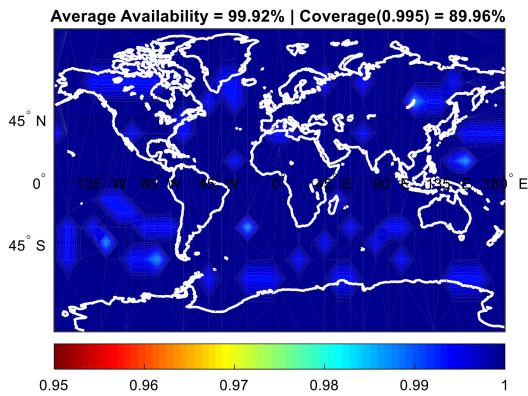 Average Availability = 99.92% | Coverage(0.995) = 89.96%
45° N
0° 135° W 90° W 45° W 0° 45° E 90° E 135° E 180° E
45° S
0.95 0.96 0.97 0.98 0.99 1